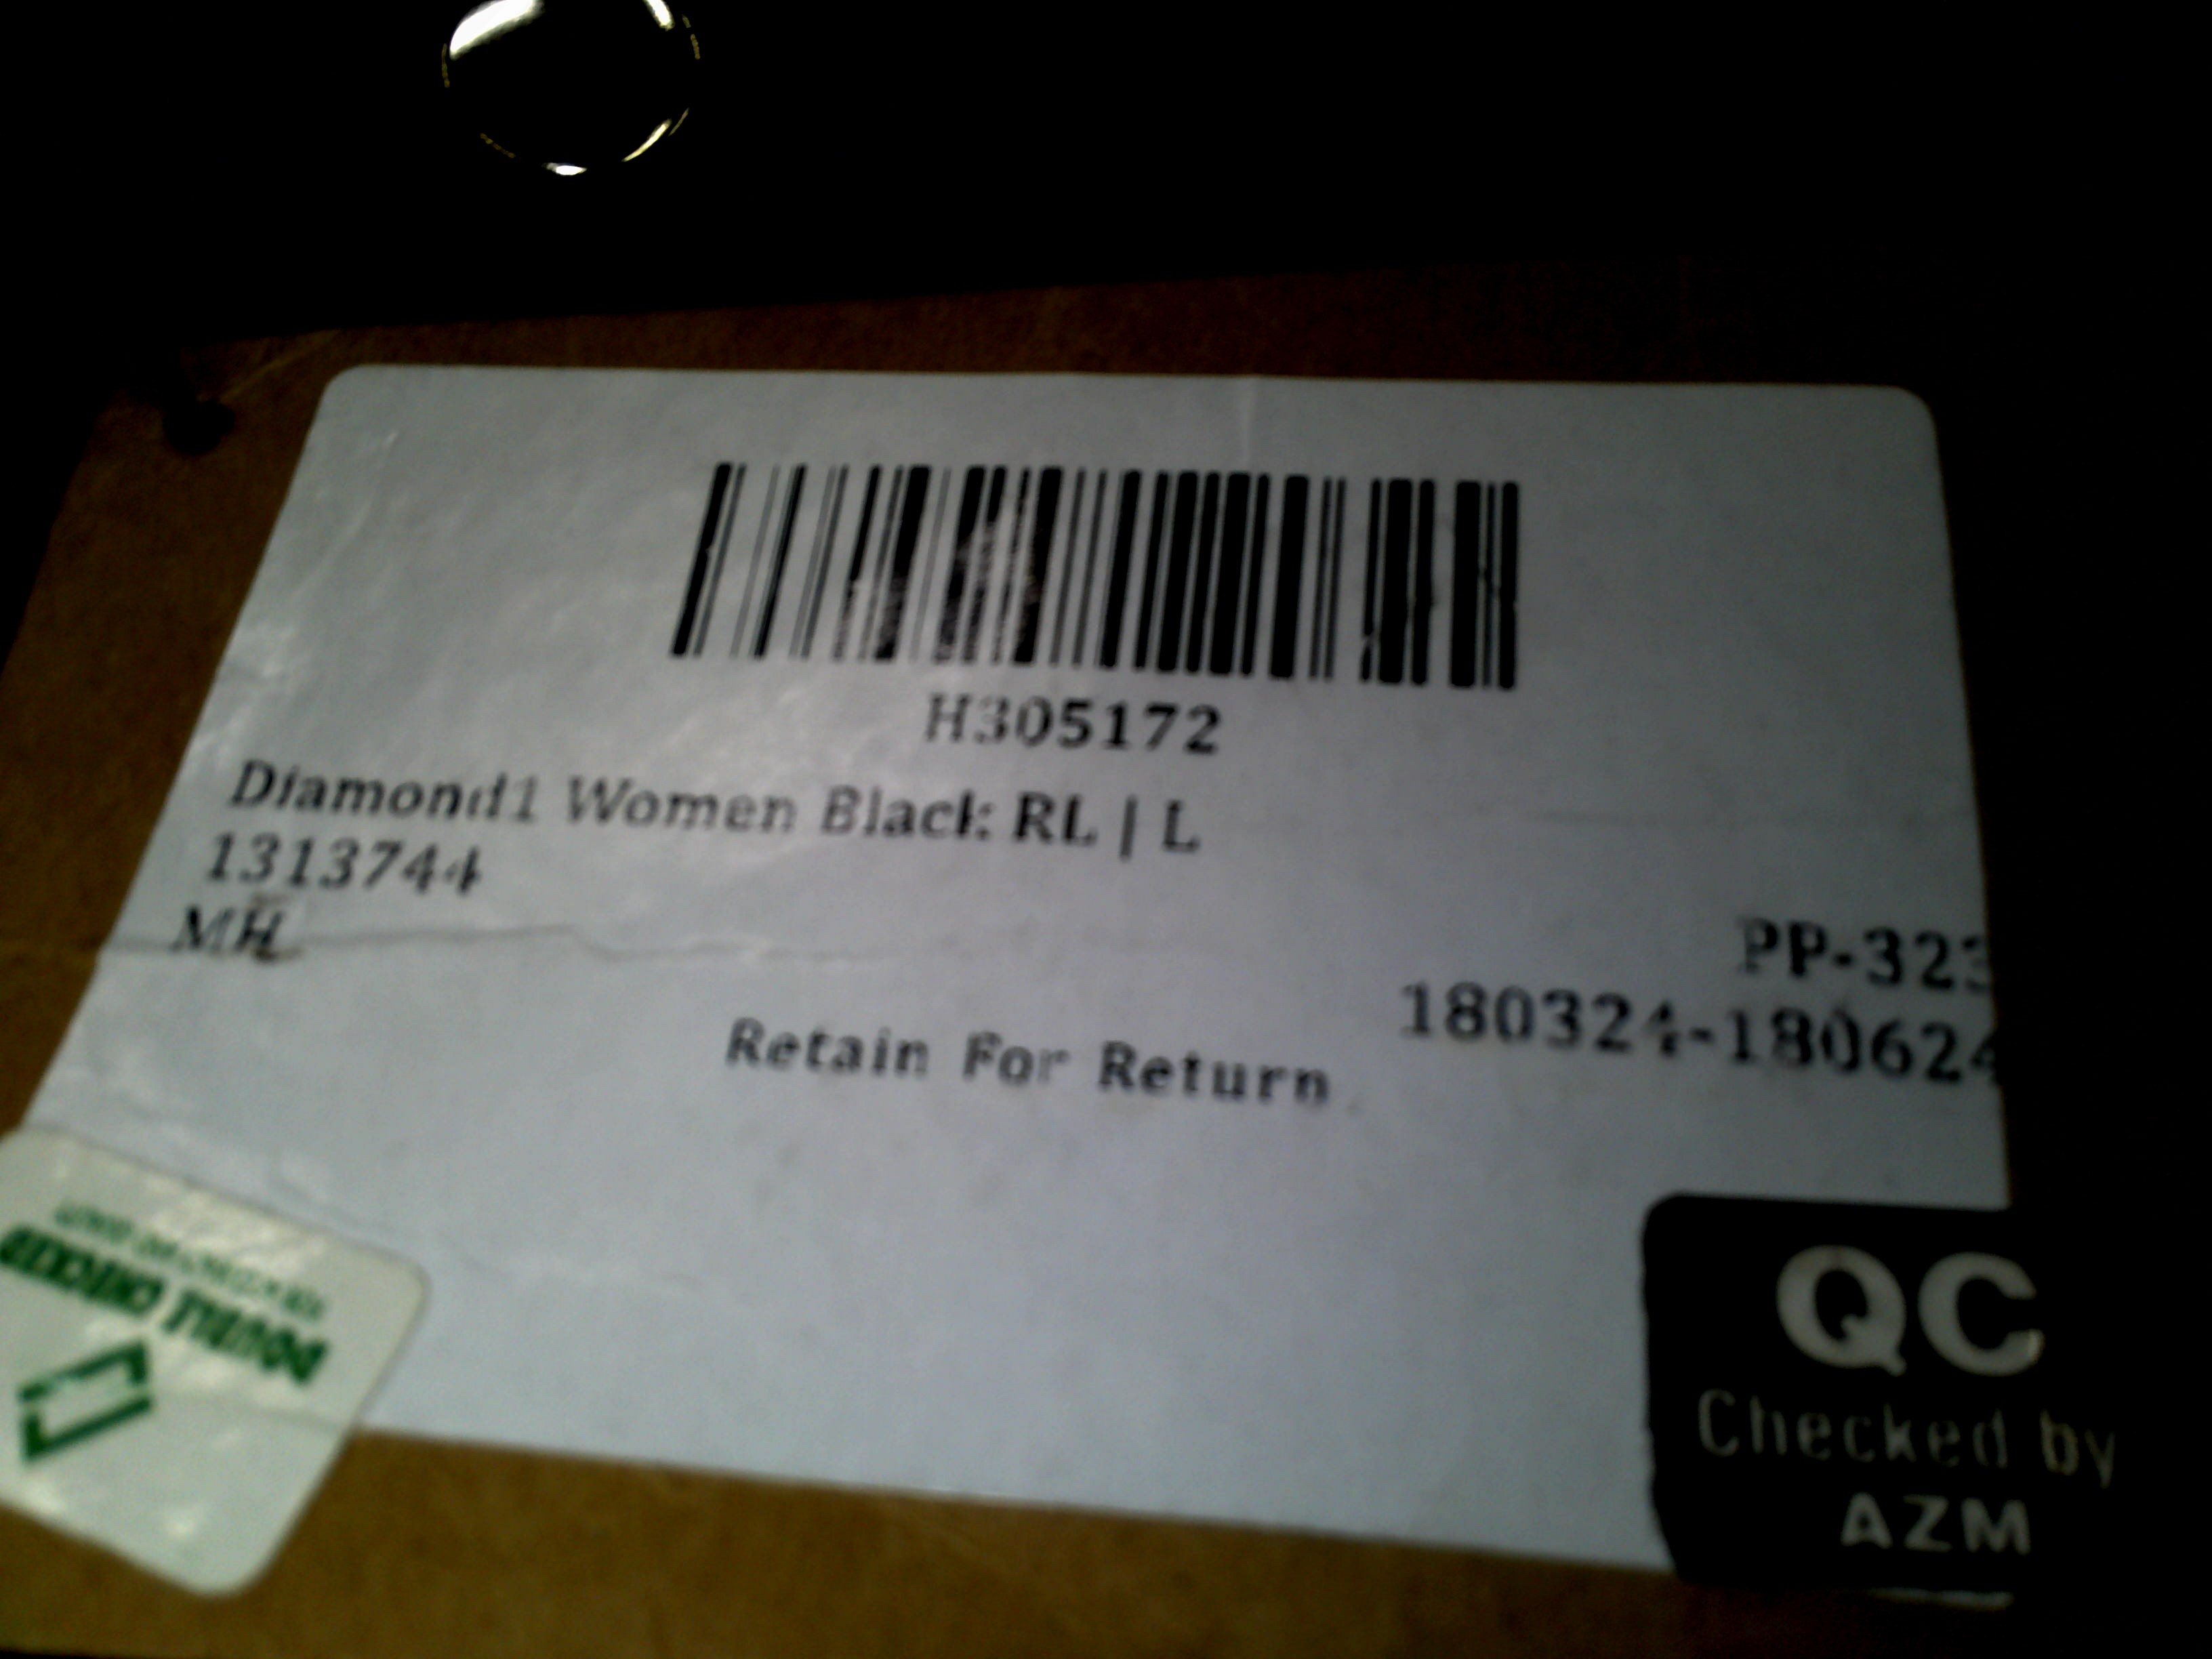 H305172
Diamond1 Women Black RL | L
1313744
MH
PP-323
180324-180624
Retain For Return
QC
Checked by
AZM